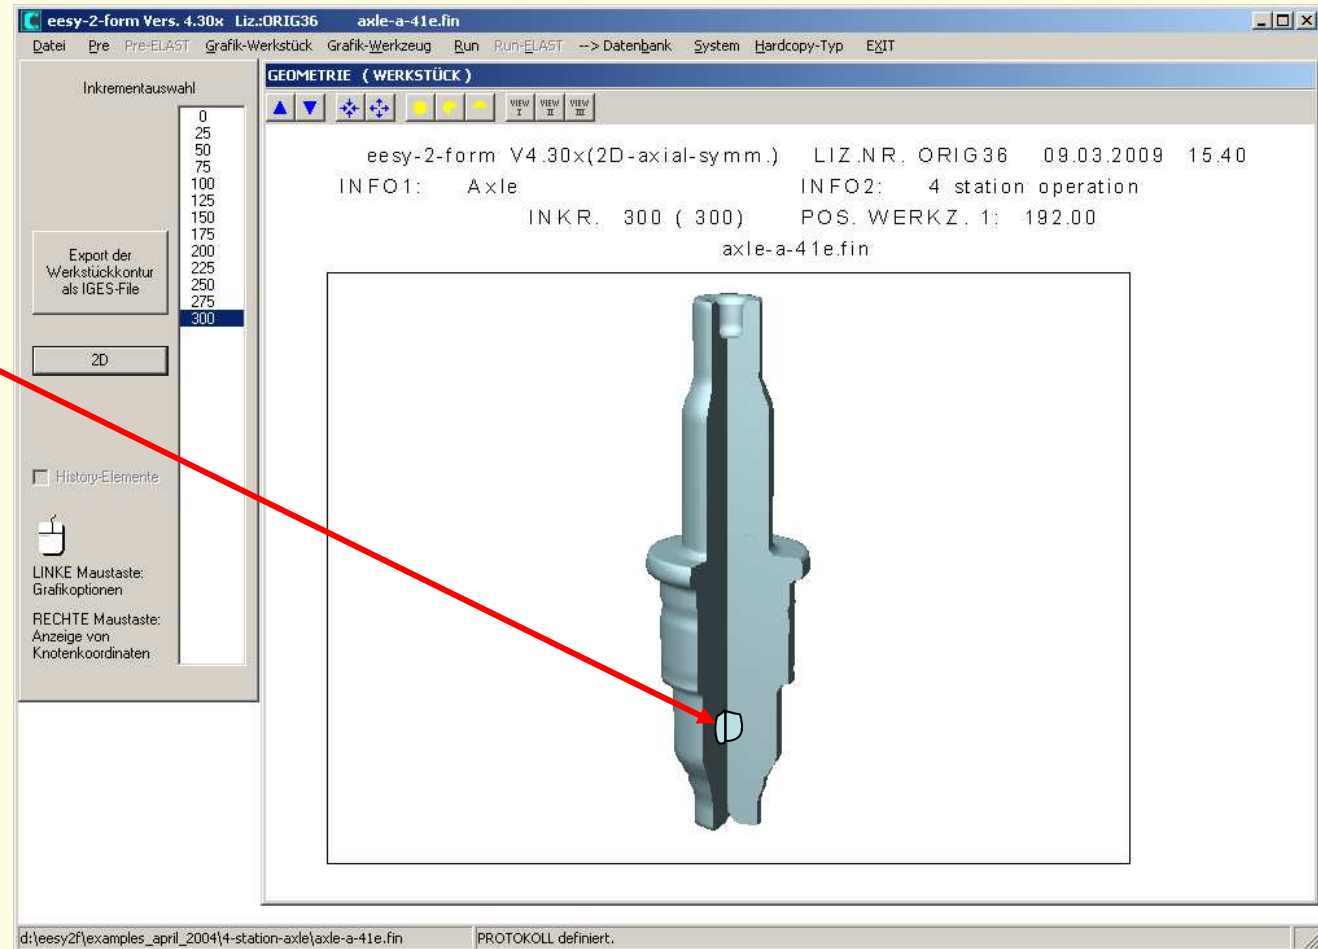 eesy-2-form Vers. 4.30x Liz.:ORIG36 axle-a-41e.fin
Datei Pre Pre-ELAST Grafik-Werkstück Grafik-Werkzeug Run Run-ELAST --> Datenbank System Hardcopy-Typ EXIT
Inkrementauswahl
0
25
50
75
100
125
150
175
200
225
250
275
300
Export der
Werkstückkontur
als IGES-File
2D
History-Elemente
LINKE Maustaste:
Grafikoptionen
RECHTE Maustaste:
Anzeige von
Knotenkoordinaten
GEOMETRIE ( WERKSTÜCK )
VIEW I VIEW II VIEW III
eesy-2-form V4.30x(2D-axial-symm.) LIZ.NR. ORIG36 09.03.2009 15.40
INFO1: Axle INFO2: 4 station operation
INKR. 300 ( 300) POS. WERKZ. 1: 192.00
axle-a-41e.fin
d:\eesy2f\examples_april_2004\4-station-axle\axle-a-41e.fin PROTOKOLL definiert.